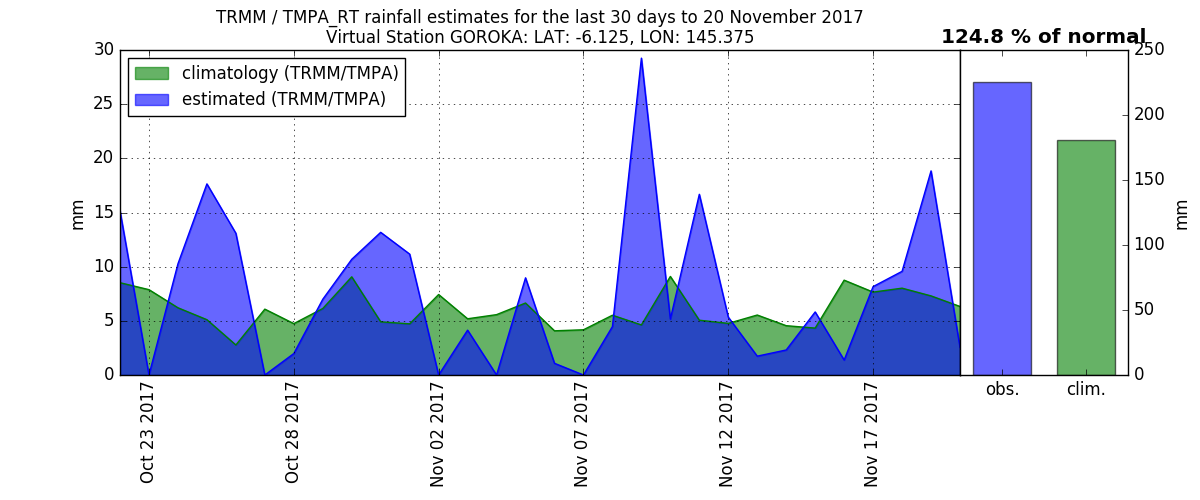 TRMM / TMPA_RT rainfall estimates for the last 30 days to 20 November 2017
Virtual Station GOROKA: LAT: -6.125, LON: 145.375
124.8 % of normal
climatology (TRMM/TMPA)
estimated (TRMM/TMPA)
30
25
20
15
10
5
0
mm
Oct 23 2017
Oct 28 2017
Nov 02 2017
Nov 07 2017
Nov 12 2017
Nov 17 2017
250
200
150
100
50
0
mm
obs.
clim.